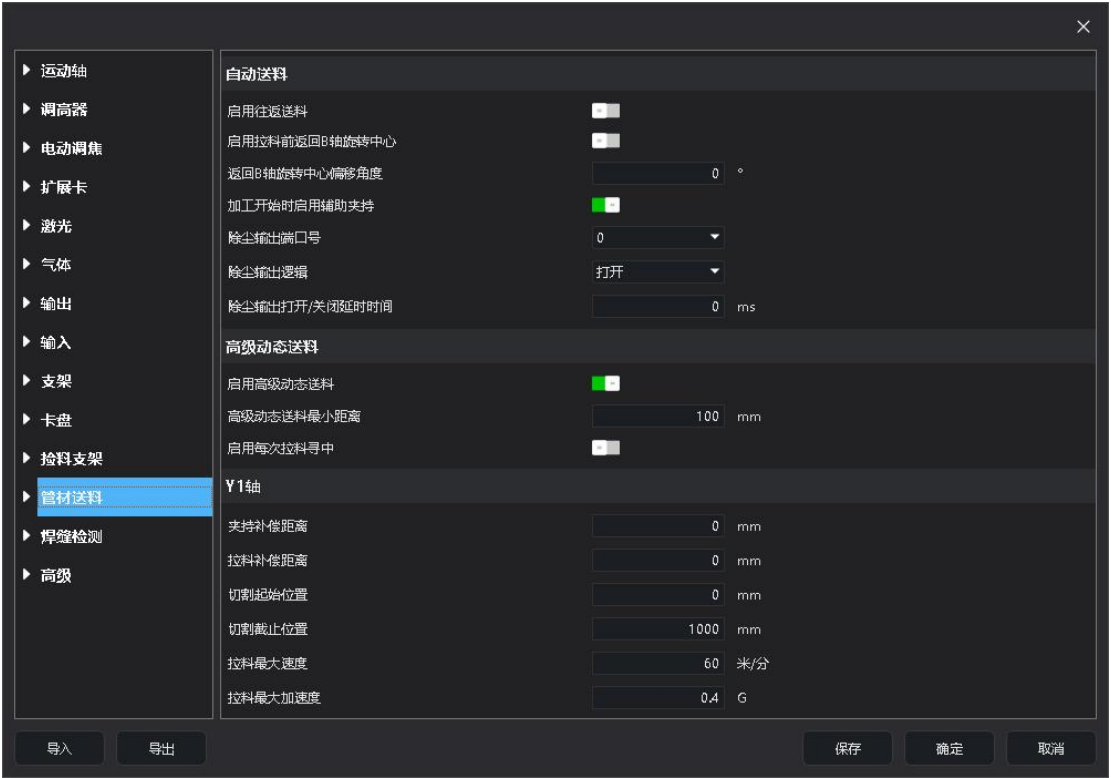 运动轴
调高器
电动调焦
扩展卡
激光
气体
输出
输入
支架
卡盘
捡料支架
管材送料
焊缝检测
高级
自动送料
启用往返送料
启用拉料前返回B轴旋转中心
返回B轴旋转中心偏移角度 0 °
加工开始时启用辅助夹持
除尘输出端口号 0
除尘输出逻辑 打开
除尘输出打开/关闭延时时间 0 ms
高级动态送料
启用高级动态送料
高级动态送料最小距离 100 mm
启用每次拉料寻中
Y1轴
夹持补偿距离 0 mm
拉料补偿距离 0 mm
切割起始位置 0 mm
切割截止位置 1000 mm
拉料最大速度 60 米/分
拉料最大加速度 0.4 G
导入 导出 保存 确定 取消